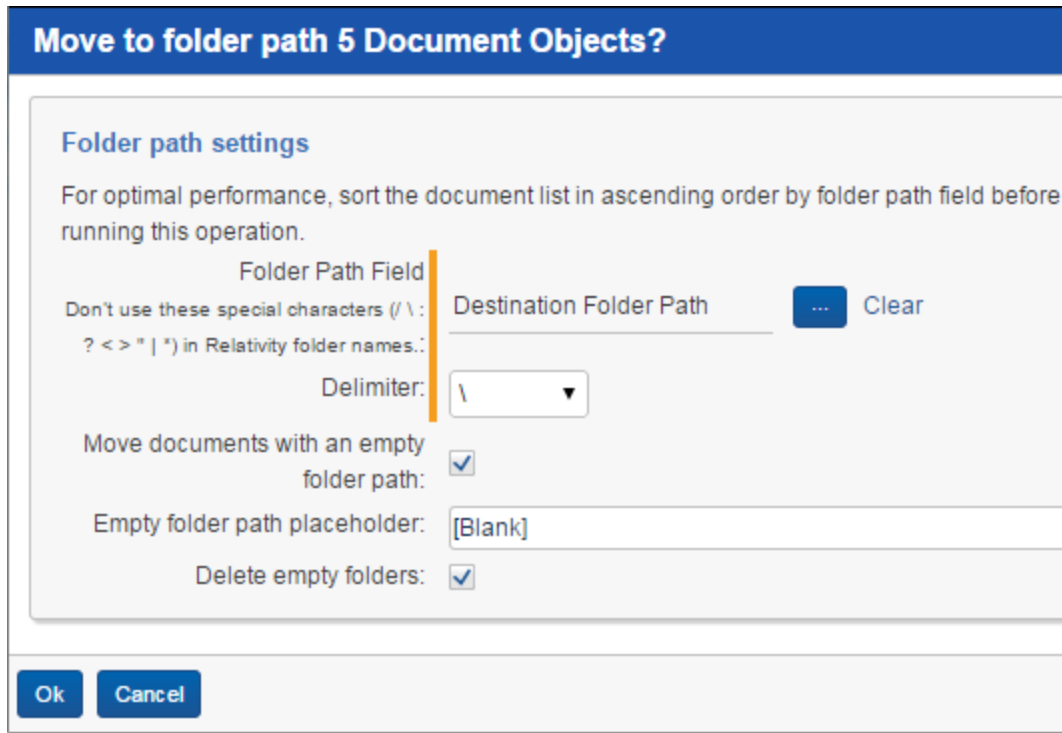 Move to folder path 5 Document Objects?
Folder path settings
For optimal performance, sort the document list in ascending order by folder path field before
running this operation.
Folder Path Field
Don't use these special characters (/ \ :
? < > " | *) in Relativity folder names.:
Destination Folder Path
...
Clear
Delimiter:
\
Move documents with an empty
folder path:
Empty folder path placeholder:
[Blank]
Delete empty folders:
Ok
Cancel